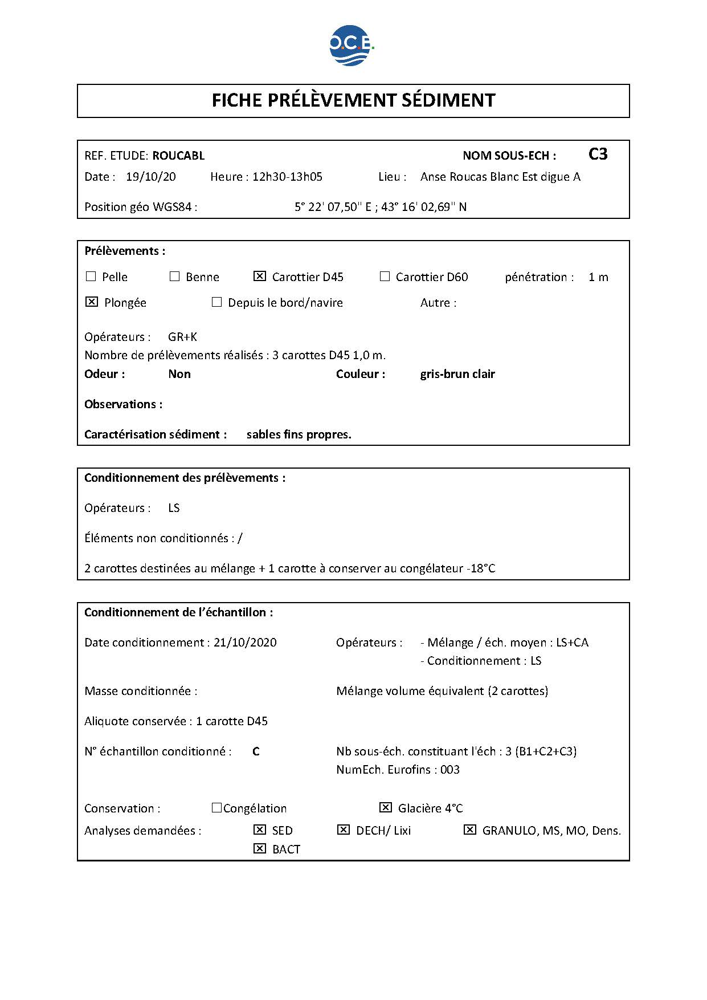 O.C.E.
FICHE PRÉLÈVEMENT SÉDIMENT
REF. ETUDE: ROUCABL NOM SOUS-ECH : C3
Date : 19/10/20 Heure : 12h30-13h05 Lieu : Anse Roucas Blanc Est digue A
Position géo WGS84 : 5° 22' 07,50'' E ; 43° 16' 02,69'' N
Prélèvements :
☐ Pelle ☐ Benne ☒ Carottier D45 ☐ Carottier D60 pénétration : 1 m
☒ Plongée ☐ Depuis le bord/navire Autre :
Opérateurs : GR+K
Nombre de prélèvements réalisés : 3 carottes D45 1,0 m.
Odeur : Non Couleur : gris-brun clair
Observations :
Caractérisation sédiment : sables fins propres.
Conditionnement des prélèvements :
Opérateurs : LS
Éléments non conditionnés : /
2 carottes destinées au mélange + 1 carotte à conserver au congélateur -18°C
Conditionnement de l’échantillon :
Date conditionnement : 21/10/2020 Opérateurs : - Mélange / éch. moyen : LS+CA
- Conditionnement : LS
Masse conditionnée : Mélange volume équivalent (2 carottes)
Aliquote conservée : 1 carotte D45
N° échantillon conditionné : C Nb sous-éch. constituant l'éch : 3 (B1+C2+C3)
NumEch. Eurofins : 003
Conservation : ☐Congélation ☒ Glacière 4°C
Analyses demandées : ☒ SED ☒ DECH/ Lixi ☒ GRANULO, MS, MO, Dens.
☒ BACT